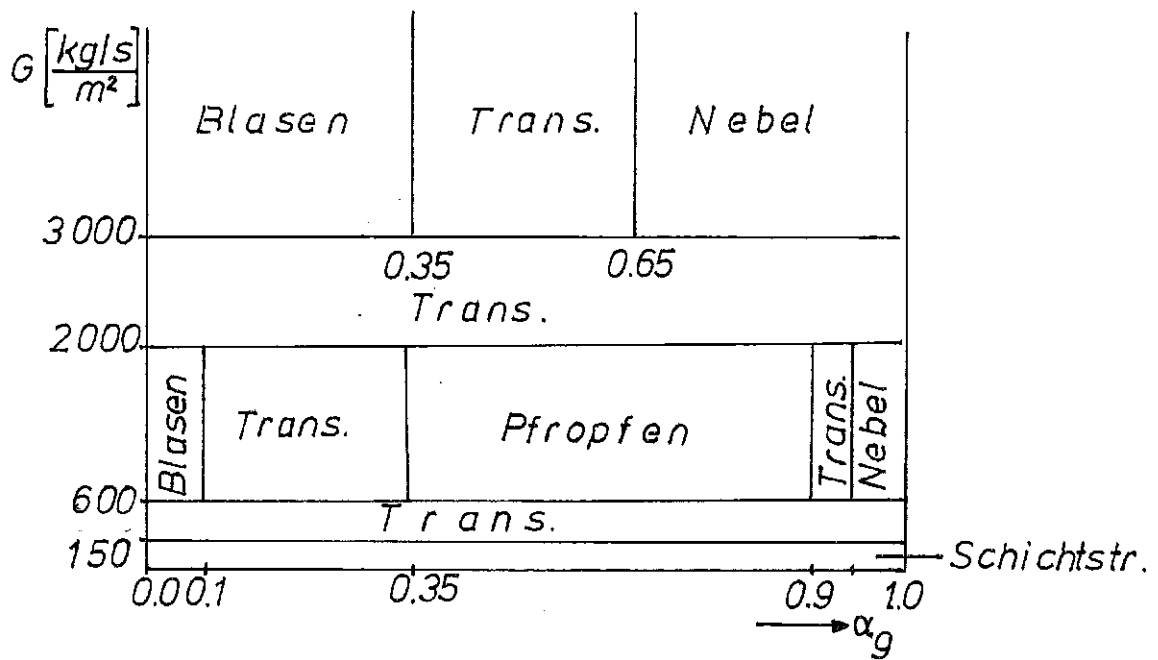 G [kg/s / m²]
Blasen Trans. Nebel
3000
0.35 0.65
Trans.
2000
Blasen Trans. Pfropfen Trans. Nebel
600
Trans.
150
Schichtstr.
0.0 0.1 0.35 0.9 1.0
αg